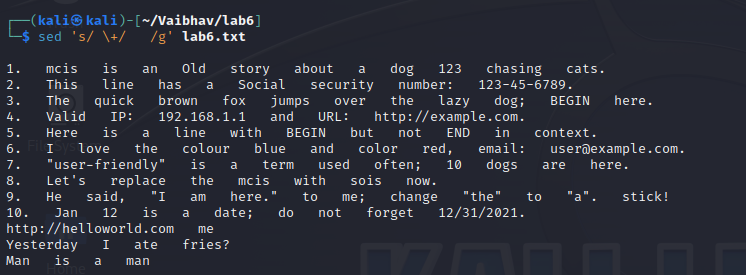 ┌──(kali㉿kali)-[~/Vaibhav/lab6]
└─$ sed 's/ \+/   /g' lab6.txt
1.   mcis   is   an   Old   story   about   a   dog   123   chasing   cats.
2.   This   line   has   a   Social   security   number:   123-45-6789.
3.   The   quick   brown   fox   jumps   over   the   lazy   dog;   BEGIN   here.
4.   Valid   IP:   192.168.1.1   and   URL:   http://example.com.
5.   Here   is   a   line   with   BEGIN   but   not   END   in   context.
6.   I   love   the   colour   blue   and   color   red,   email:   user@example.com.
7.   "user-friendly"   is   a   term   used   often;   10   dogs   are   here.
8.   Let's   replace   the   mcis   with   sois   now.
9.   He   said,   "I   am   here."   to   me;   change   "the"   to   "a".   stick!
10.   Jan   12   is   a   date;   do   not   forget   12/31/2021.
http://helloworld.com   me
Yesterday   I   ate   fries?
Man   is   a   man